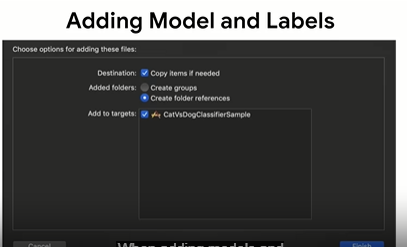 Adding Model and Labels
Choose options for adding these files:
Destination: Copy items if needed
Added folders: Create groups
Create folder references
Add to targets: CatVsDogClassifierSample
Cancel
When adding models and
Finish